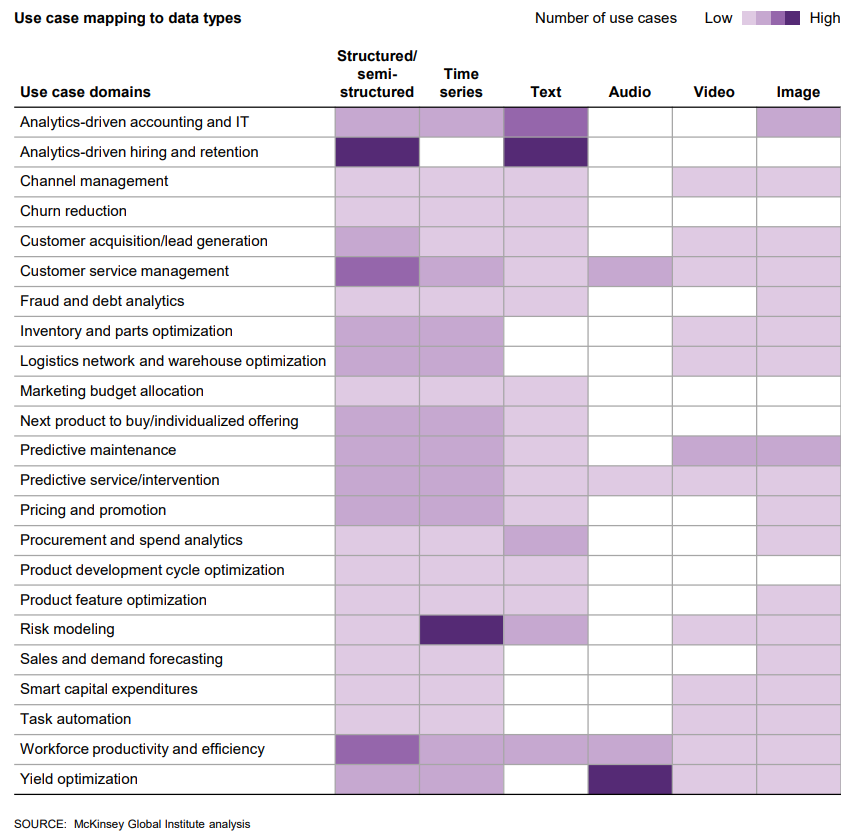 Use case mapping to data types
Number of use cases Low High
Use case domains
Structured/
semi-
structured
Time
series
Text
Audio
Video
Image
Analytics-driven accounting and IT
Analytics-driven hiring and retention
Channel management
Churn reduction
Customer acquisition/lead generation
Customer service management
Fraud and debt analytics
Inventory and parts optimization
Logistics network and warehouse optimization
Marketing budget allocation
Next product to buy/individualized offering
Predictive maintenance
Predictive service/intervention
Pricing and promotion
Procurement and spend analytics
Product development cycle optimization
Product feature optimization
Risk modeling
Sales and demand forecasting
Smart capital expenditures
Task automation
Workforce productivity and efficiency
Yield optimization
SOURCE: McKinsey Global Institute analysis